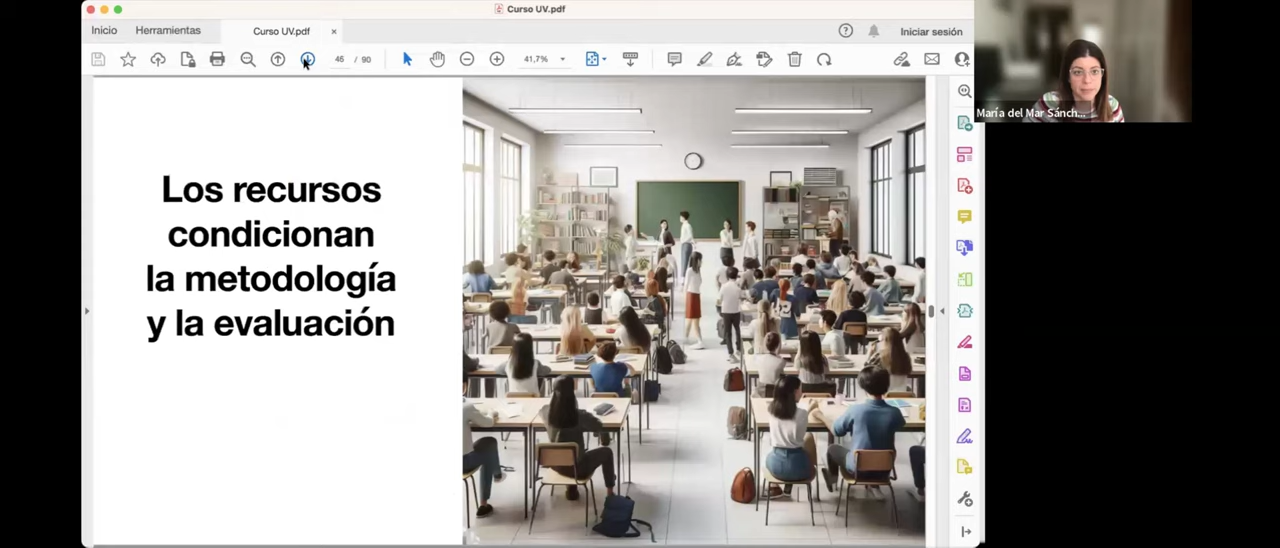 Curso UV.pdf
Inicio
Herramientas
Curso UV.pdf
Iniciar sesión
46 / 90
41,7%
María del Mar Sánch...
Los recursos
condicionan
la metodología
y la evaluación